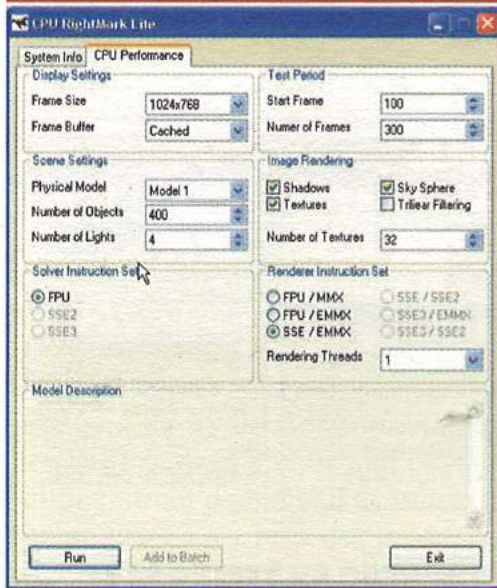 CPU RightMark Lite
System Info CPU Performance
Display Settings
Frame Size 1024x768
Frame Buffer Cached
Test Period
Start Frame 100
Numer of Frames 300
Scene Settings
Physical Model Model 1
Number of Objects 400
Number of Lights 4
Image Rendering
Shadows Sky Sphere
Textures Triliear Filtering
Number of Textures 32
Solver Instruction Set
FPU
SSE2
SSE3
Renderer Instruction Set
FPU / MMX SSE / SSE2
FPU / EMMX SSE3 / EMMX
SSE / EMMX SSE3 / SSE2
Rendering Threads 1
Model Description
Run Add to Batch Exit